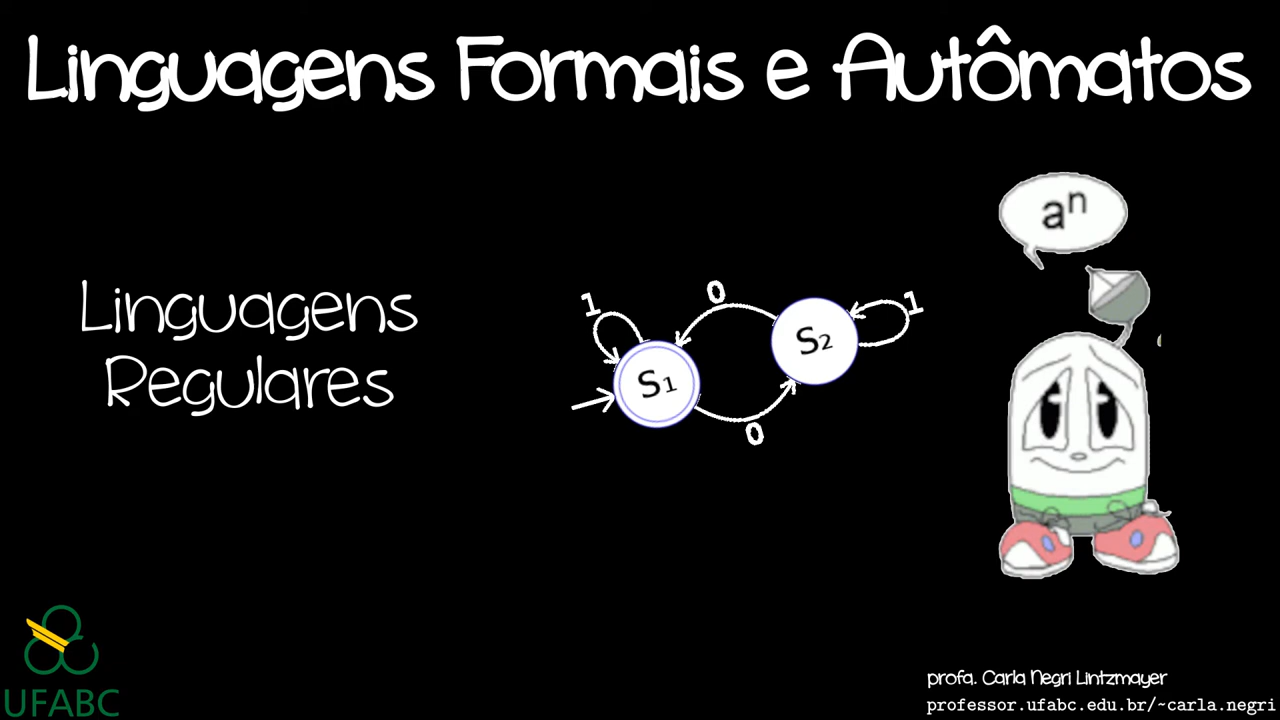 Linguagens Formais e Autômatos
aⁿ
Linguagens
Regulares
1
0
1
S₂
S₁
0
UFABC
profa. Carla Negri Lintzmayer
professor.ufabc.edu.br/~carla.negri